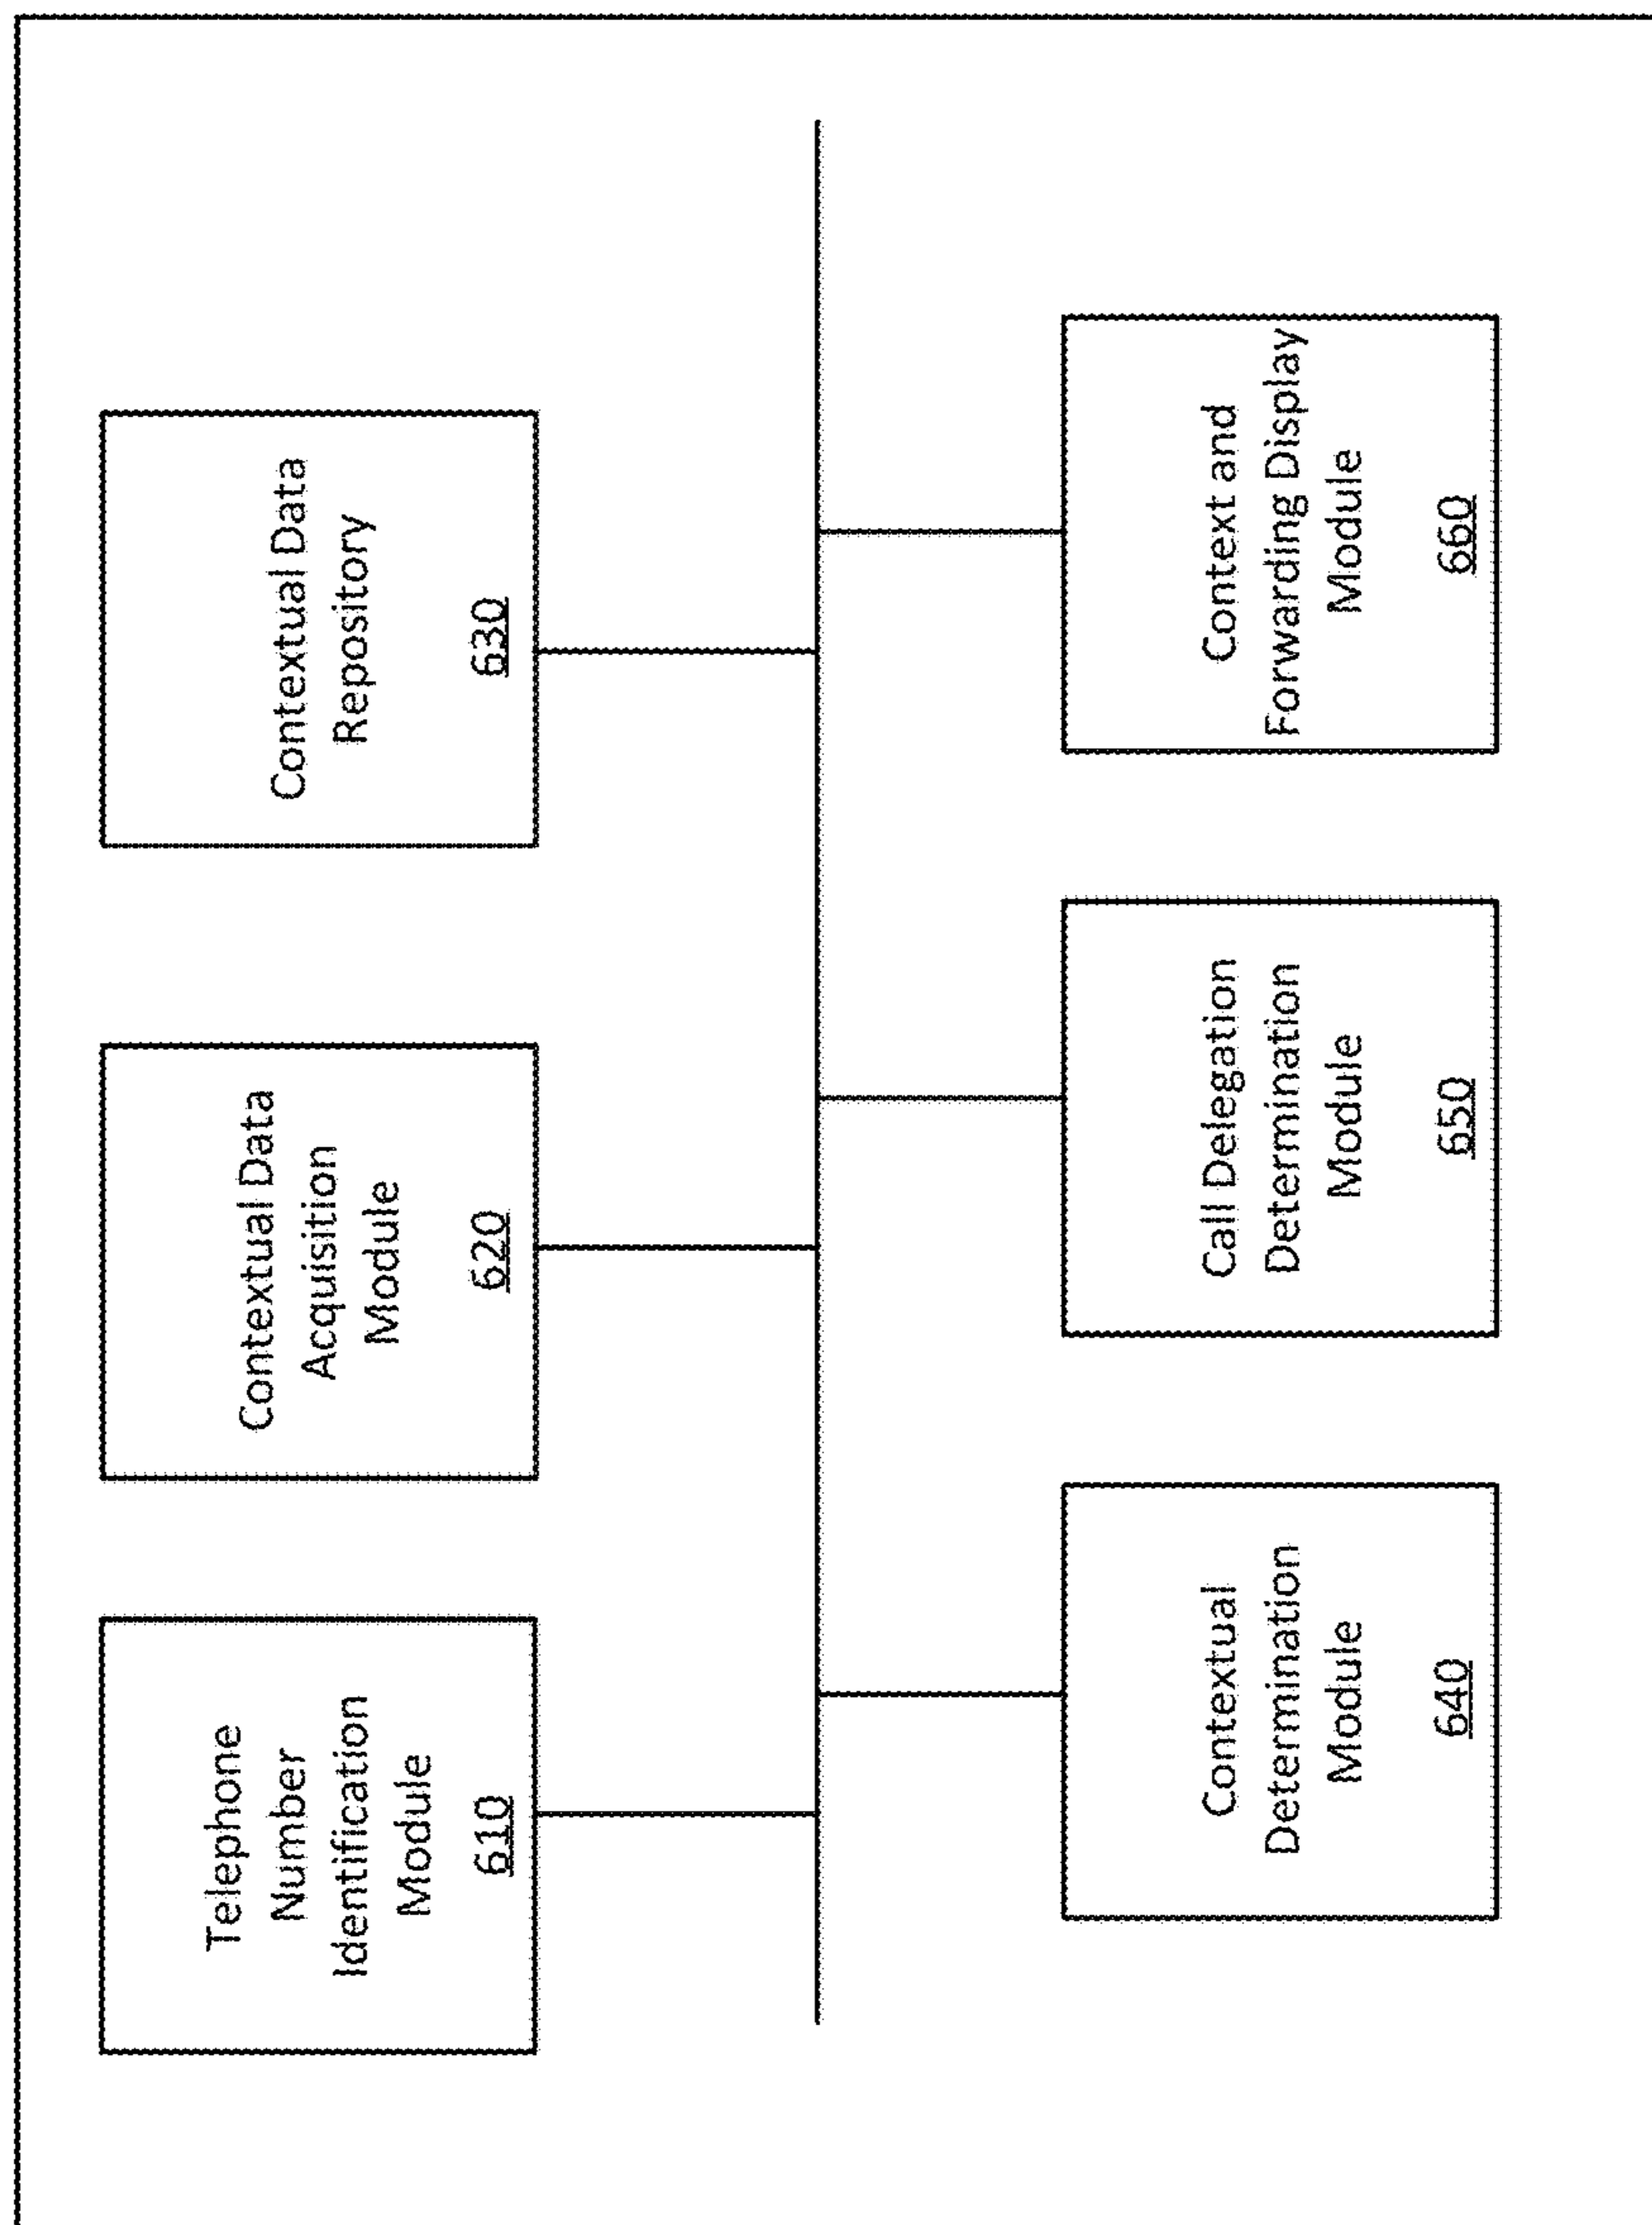 Telephone
Number
Identification
Module
610
Contextual Data
Acquisition
Module
620
Contextual Data
Repository
630
Contextual
Determination
Module
640
Call Delegation
Determination
Module
650
Context and
Forwarding Display
Module
660